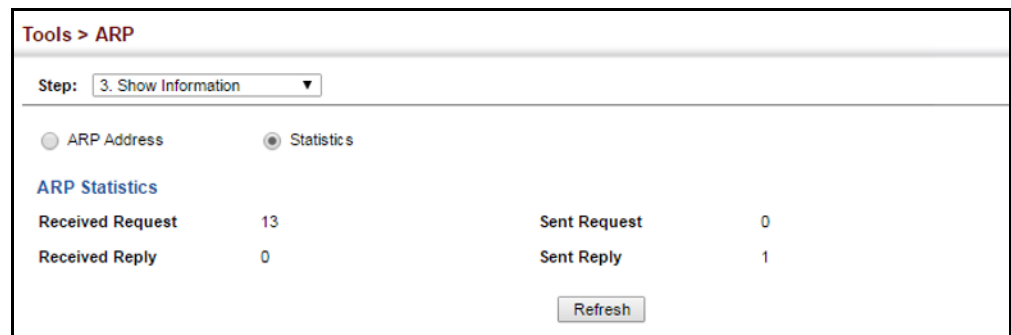 Tools > ARP
Step: 3. Show Information
ARP Address Statistics
ARP Statistics
Received Request 13 Sent Request 0
Received Reply 0 Sent Reply 1
Refresh